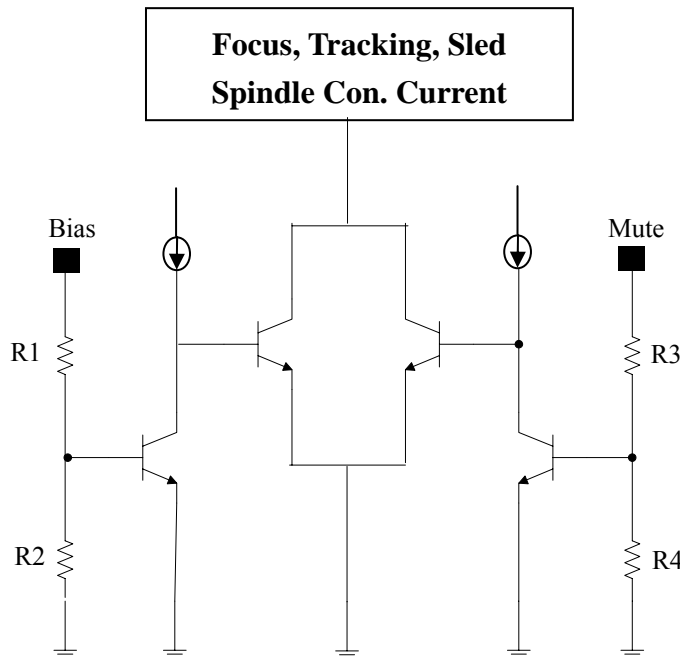 Focus, Tracking, Sled
Spindle Con. Current
Bias
Mute
R1
R3
R2
R4